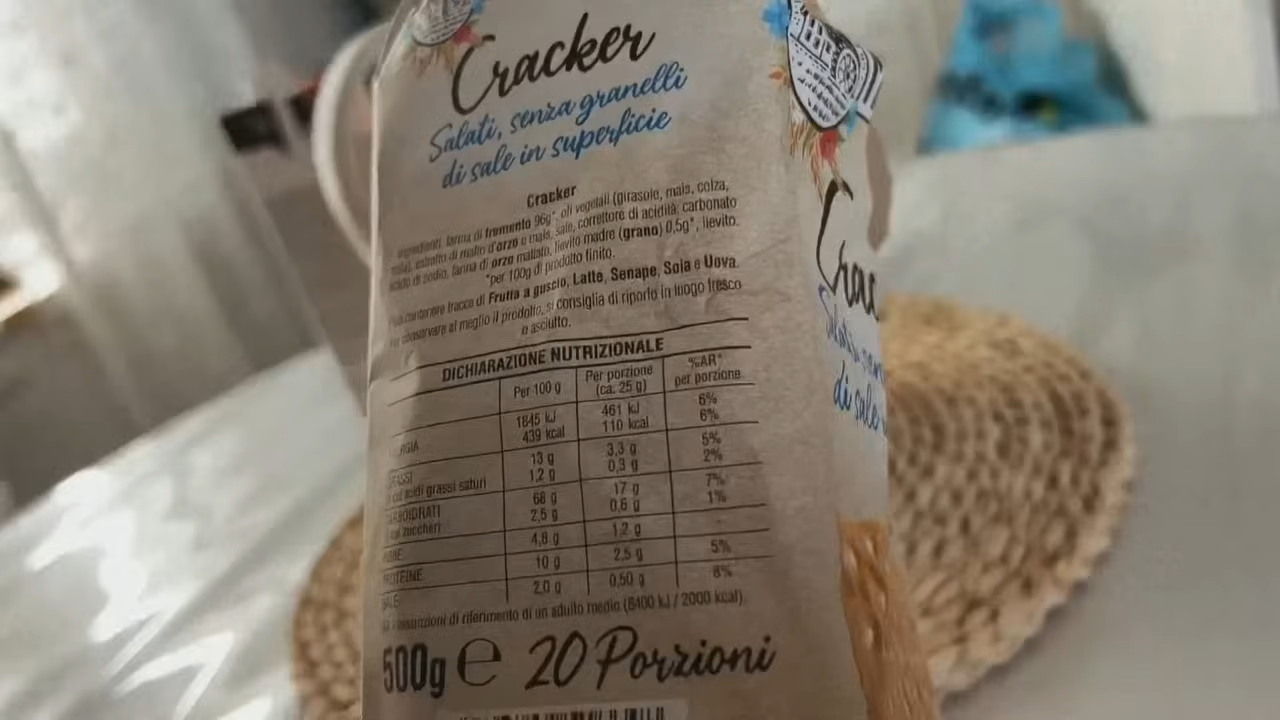 Cracker
Salati, senza granelli
di sale in superficie
Cracker
farina di frumento 96g*, oli vegetali (girasole, mais, colza,
estratto di malto d'orzo e mais, sale, correttore di acidità: carbonato
acido di sodio, farina di orzo maltato, lievito madre (grano) 0,5g*, lievito.
*per 100g di prodotto finito.
Può contenere tracce di Frutta a guscio, Latte, Senape, Soia e Uova.
conservare al meglio il prodotto, si consiglia di riporlo in luogo fresco
e asciutto.
DICHIARAZIONE NUTRIZIONALE
Per 100 g Per porzione (ca. 25 g) %AR* per porzione
1845 kJ 461 kJ 6%
439 kcal 110 kcal 6%
13 g 3,3 g 5%
acidi grassi saturi 1,2 g 0,3 g 2%
68 g 17 g 7%
zuccheri 2,5 g 0,6 g 1%
4,8 g 1,2 g
10 g 2,5 g 5%
2,0 g 0,50 g 8%
di riferimento di un adulto medio (8400 kJ / 2000 kcal).
500g e 20 Porzioni
di sale